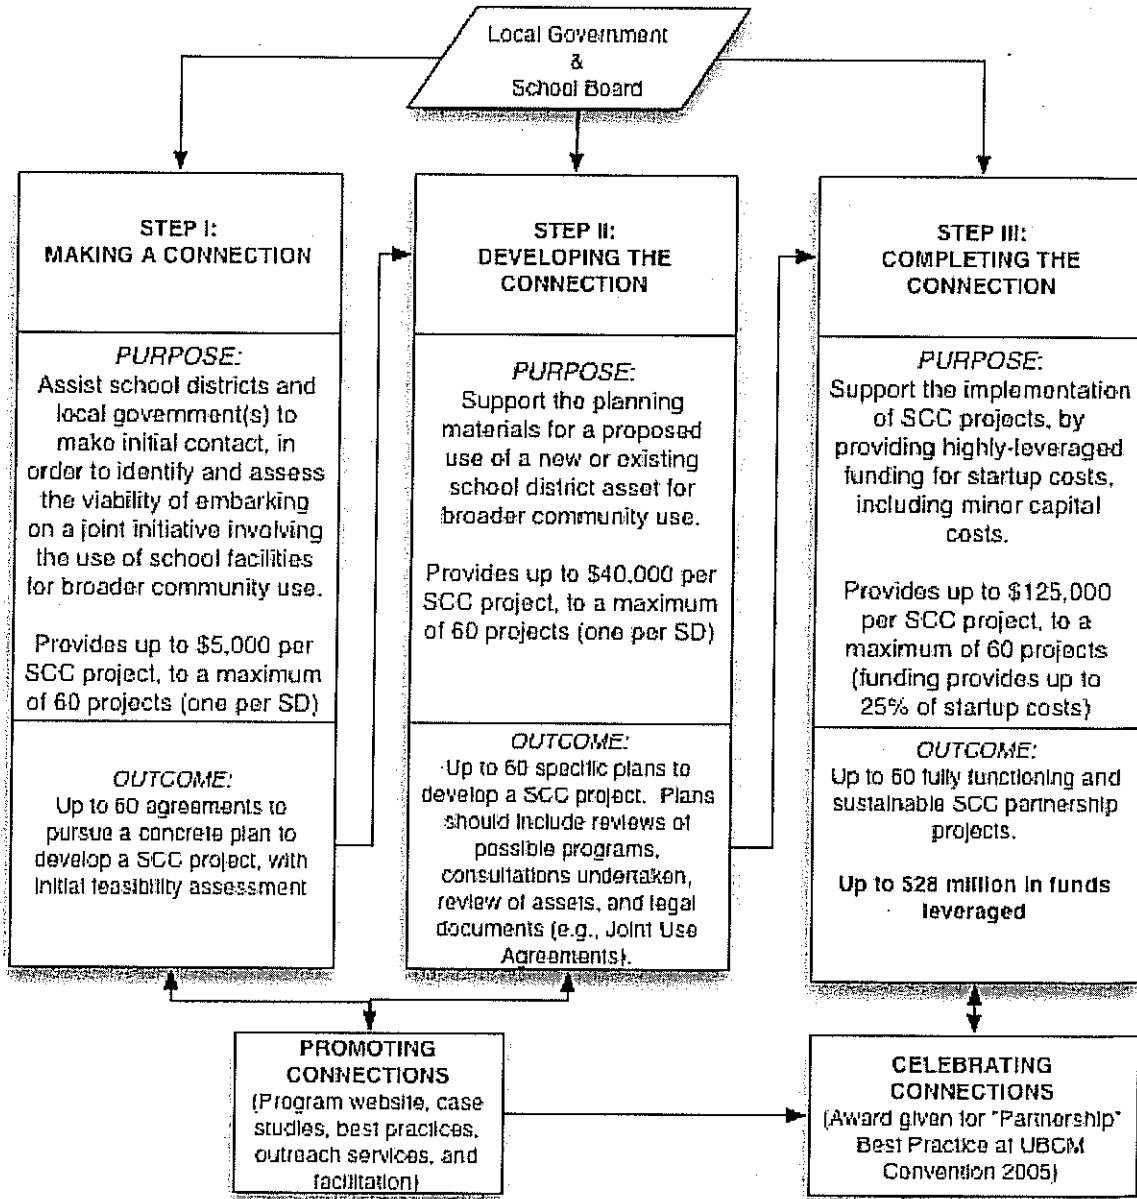 Local Government
&
School Board
STEP I:
MAKING A CONNECTION
PURPOSE:
Assist school districts and
local government(s) to
make initial contact, in
order to identify and assess
the viability of embarking
on a joint initiative involving
the use of school facilities
for broader community use.
Provides up to $5,000 per
SCC project, to a maximum
of 60 projects (one per SD)
OUTCOME:
Up to 60 agreements to
pursue a concrete plan to
develop a SCC project, with
initial feasibility assessment
STEP II:
DEVELOPING THE
CONNECTION
PURPOSE:
Support the planning
materials for a proposed
use of a new or existing
school district asset for
broader community use.
Provides up to $40,000 per
SCC project, to a maximum
of 60 projects (one per SD)
OUTCOME:
Up to 60 specific plans to
develop a SCC project. Plans
should include reviews of
possible programs,
consultations undertaken,
review of assets, and legal
documents (e.g., Joint Use
Agreements).
STEP III:
COMPLETING THE
CONNECTION
PURPOSE:
Support the implementation
of SCC projects, by
providing highly-leveraged
funding for startup costs,
including minor capital
costs.
Provides up to $125,000
per SCC project, to a
maximum of 60 projects
(funding provides up to
25% of startup costs)
OUTCOME:
Up to 60 fully functioning and
sustainable SCC partnership
projects.
Up to $28 million in funds
leveraged
PROMOTING
CONNECTIONS
(Program website, case
studies, best practices,
outreach services, and
facilitation)
CELEBRATING
CONNECTIONS
(Award given for "Partnership"
Best Practice at UBCM
Convention 2005)